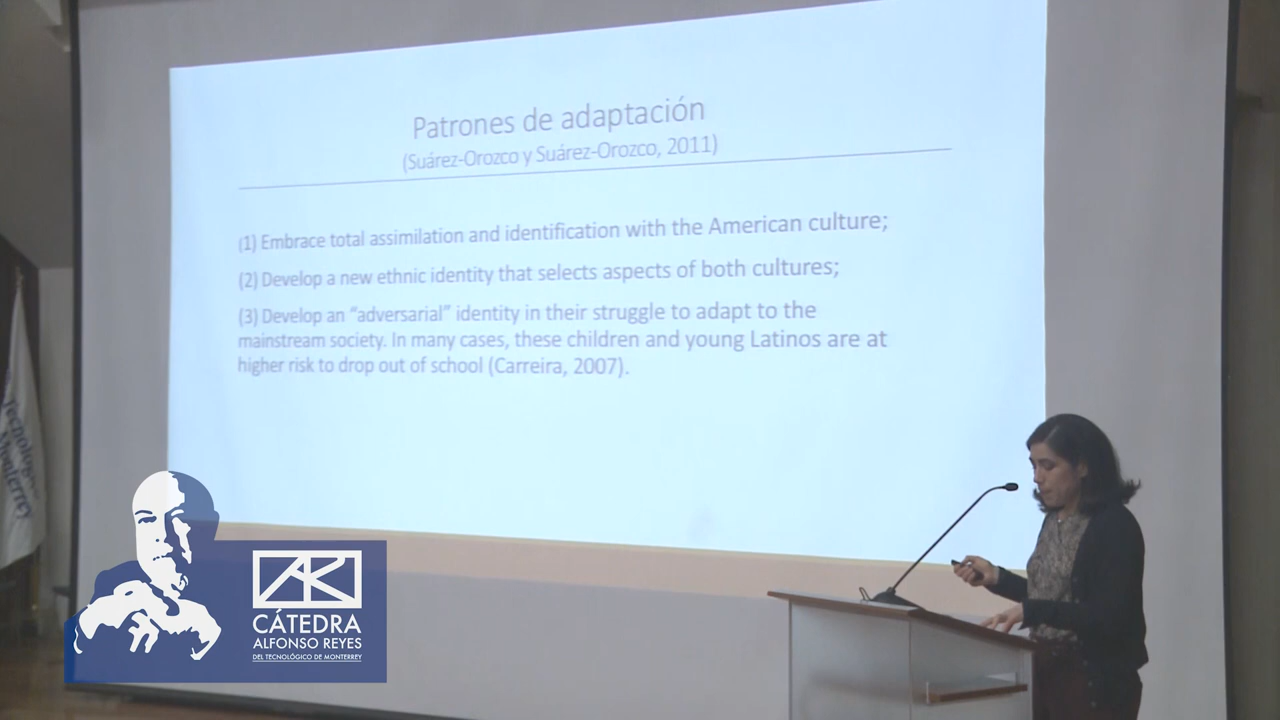 Patrones de adaptación
(Suárez-Orozco y Suárez-Orozco, 2011)
(1) Embrace total assimilation and identification with the American culture;
(2) Develop a new ethnic identity that selects aspects of both cultures;
(3) Develop an “adversarial” identity in their struggle to adapt to the
mainstream society. In many cases, these children and young Latinos are at
higher risk to drop out of school (Carreira, 2007).
Tecnológico
Monterrey
AR
CÁTEDRA
ALFONSO REYES
DEL TECNOLÓGICO DE MONTERREY